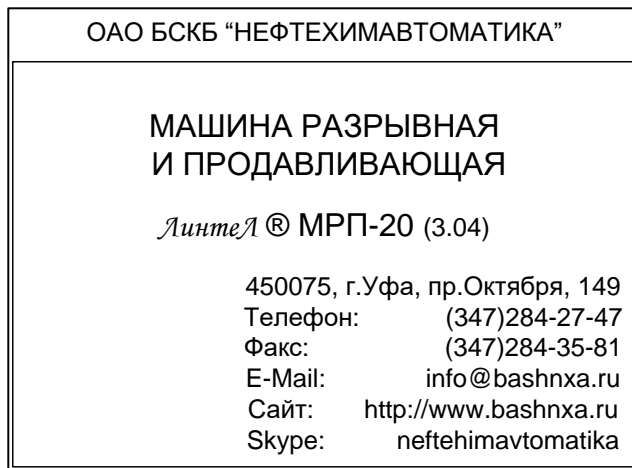 ОАО БСКБ “НЕФТЕХИМАВТОМАТИКА”
МАШИНА РАЗРЫВНАЯ
И ПРОДАВЛИВАЮЩАЯ
ЛинтеЛ ® МРП-20 (3.04)
450075, г.Уфа, пр.Октября, 149
Телефон: (347)284-27-47
Факс: (347)284-35-81
E-Mail: info@bashnxa.ru
Сайт: http://www.bashnxa.ru
Skype: neftehimavtomatika